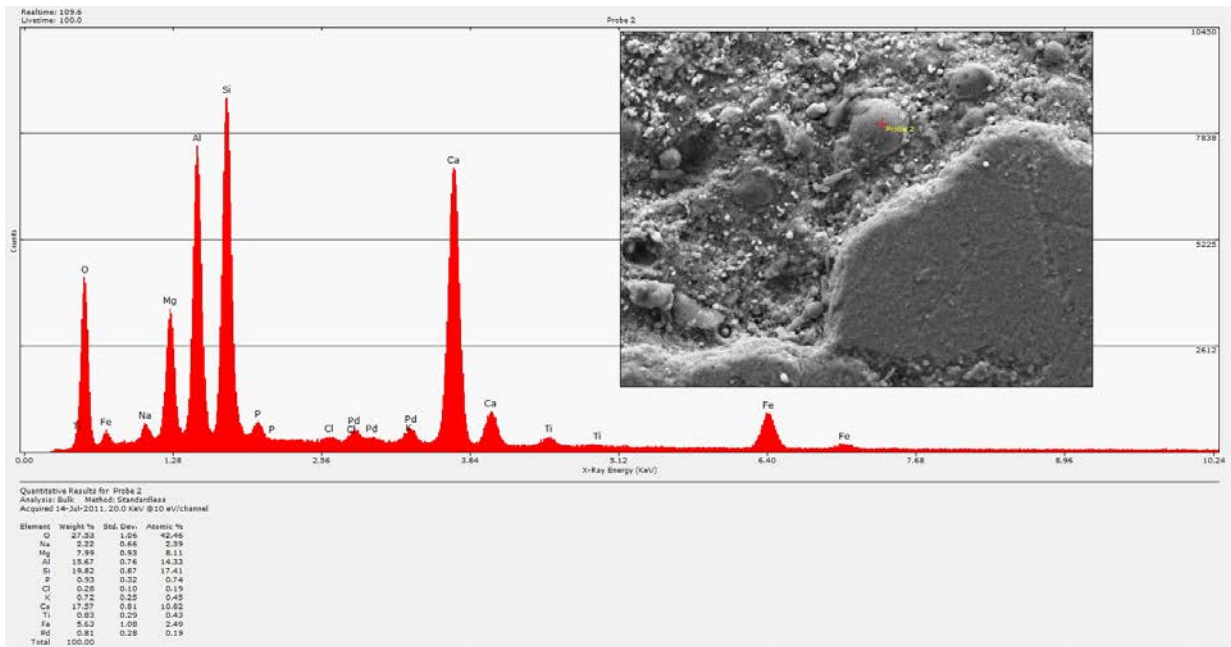 Realtime: 109.6
Livetime: 100.0
Probe 2
10450
7838
5225
2612
Counts
Si
Al
Ca
O
Mg
Probe 2
Fe
Na
P
P
Cl
Pd
Cl
Pd
Pd
K
Ca
Ti
Ti
Fe
Fe
0.00 1.28 2.56 3.84 5.12 6.40 7.68 8.96 10.24
X-Ray Energy (KeV)
Quantitative Results for Probe 2
Analysis: Bulk Method: Standardless
Acquired 14-Jul-2011, 20.0 KeV @10 eV/channel
Element Weight % Std. Dev. Atomic %
O 27.53 1.06 42.46
Na 2.22 0.66 2.39
Mg 7.99 0.93 8.11
Al 15.67 0.76 14.33
Si 19.82 0.87 17.41
P 0.93 0.32 0.74
Cl 0.28 0.10 0.19
K 0.72 0.25 0.45
Ca 17.57 0.81 10.82
Ti 0.83 0.29 0.43
Fe 5.63 1.08 2.49
Pd 0.81 0.28 0.19
Total 100.00